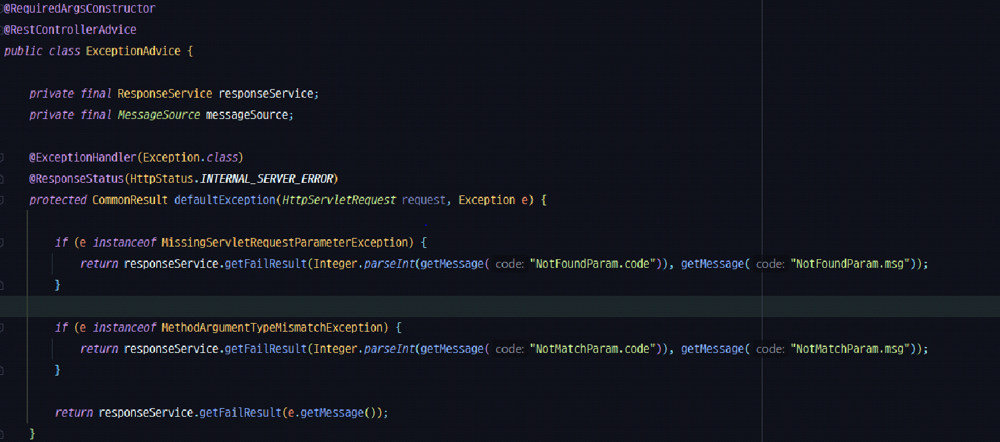 @RequiredArgsConstructor
@RestControllerAdvice
public class ExceptionAdvice {
private final ResponseService responseService;
private final MessageSource messageSource;
@ExceptionHandler(Exception.class)
@ResponseStatus(HttpStatus.INTERNAL_SERVER_ERROR)
protected CommonResult defaultException(HttpServletRequest request, Exception e) {
if (e instanceof MissingServletRequestParameterException) {
return responseService.getFailResult(Integer.parseInt(getMessage( code: "NotFoundParam.code")), getMessage( code: "NotFoundParam.msg"));
}
if (e instanceof MethodArgumentTypeMismatchException) {
return responseService.getFailResult(Integer.parseInt(getMessage( code: "NotMatchParam.code")), getMessage( code: "NotMatchParam.msg"));
}
return responseService.getFailResult(e.getMessage());
}